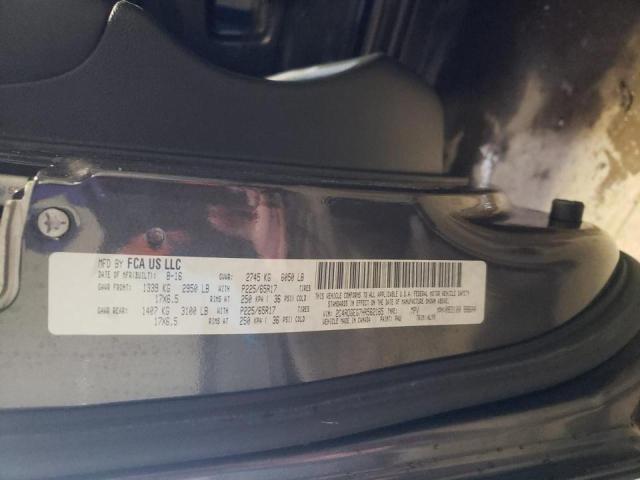 MFD BY FCA US LLC
DATE OF MFR(BUILT): 8-16 GVWR: 2745 KG 6050 LB
GAWR FRONT: 1339 KG 2950 LB WITH P225/65R17 TIRES
17X6.5 RIMS AT 250 KPA ( 36 PSI) COLD
GAWR REAR: 1407 KG 3100 LB WITH P225/65R17 TIRES
17X6.5 RIMS AT 250 KPA ( 36 PSI) COLD
THIS VEHICLE CONFORMS TO ALL APPLICABLE U.S.A. FEDERAL MOTOR VEHICLE SAFETY
STANDARDS IN EFFECT ON THE DATE OF MANUFACTURE SHOWN ABOVE.
TYPE: MPV
VEHICLE MADE IN CANADA PAINT: TRIM: